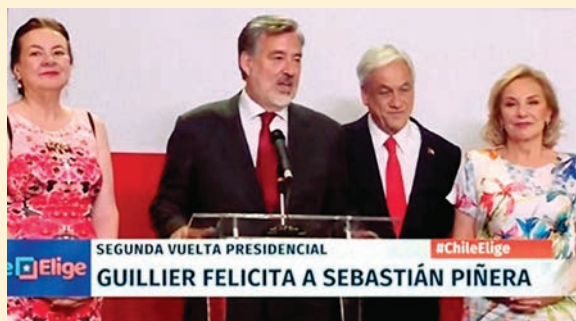 SEGUNDA VUELTA PRESIDENCIAL
#ChileElige
e Elige
GUILLIER FELICITA A SEBASTIÁN PIÑERA